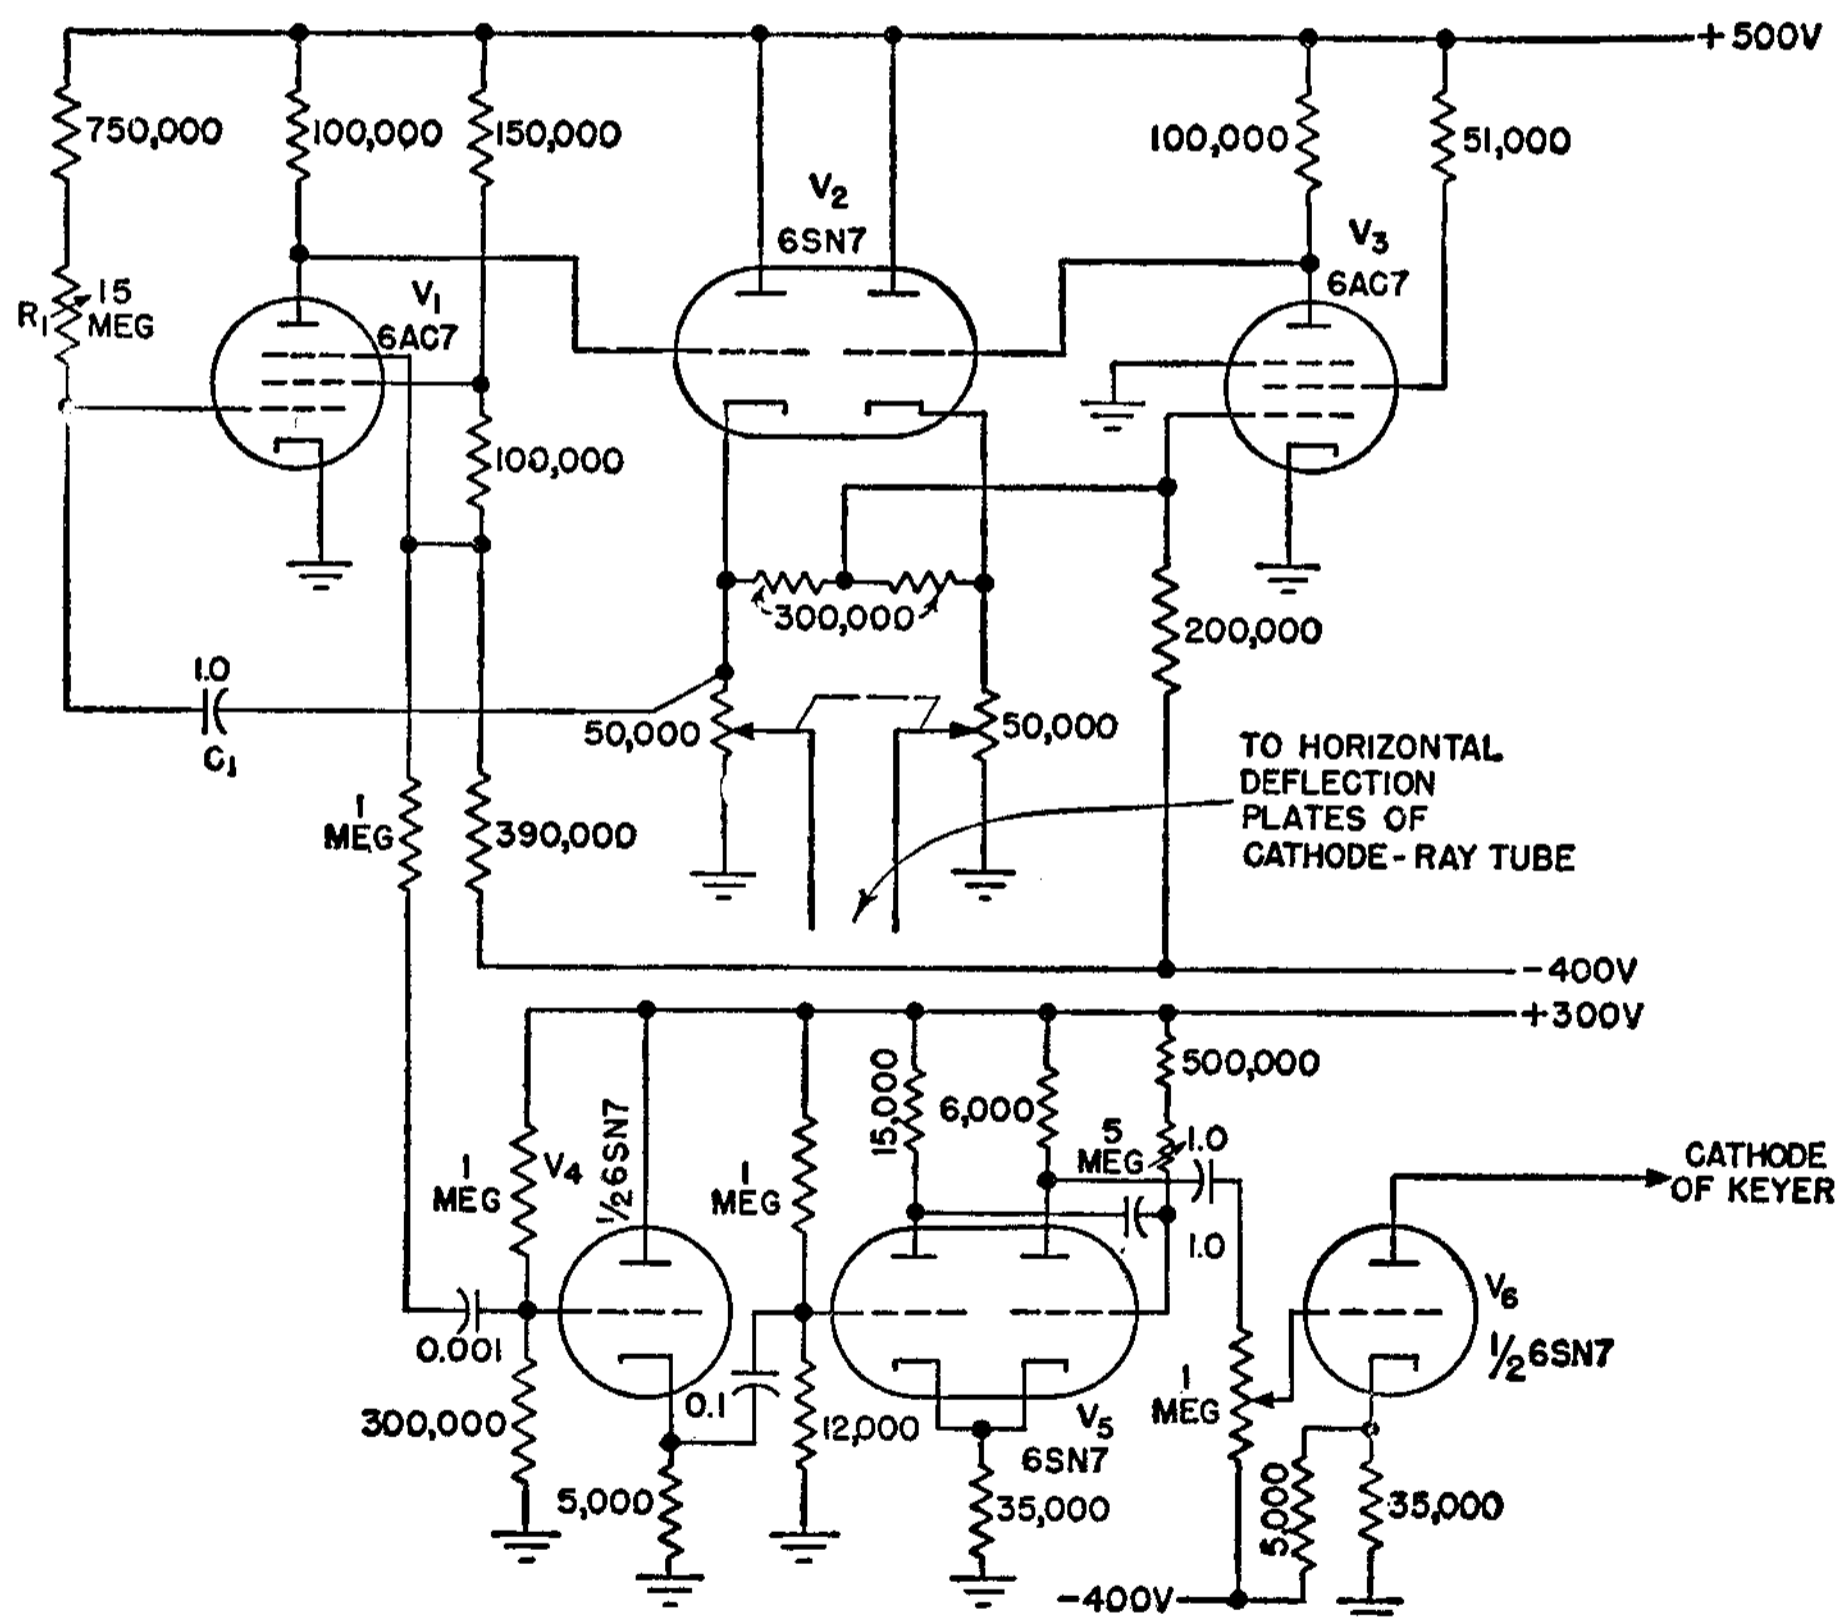 +500V
750,000
100,000
150,000
100,000
51,000
V2
6SN7
V3
6AC7
R1
15
MEG
V1
6AC7
100,000
300,000
200,000
1.0
C1
50,000
50,000
TO HORIZONTAL
DEFLECTION
PLATES OF
CATHODE-RAY TUBE
1
MEG
390,000
-400V
+300V
500,000
15,000
6,000
1/2 6SN7
5
MEG
1.0
1
MEG
V4
1
MEG
1.0
CATHODE
OF KEYER
0.001
V6
1/2 6SN7
300,000
0.1
12,000
V5
6SN7
1
MEG
5,000
35,000
5,000
35,000
-400V